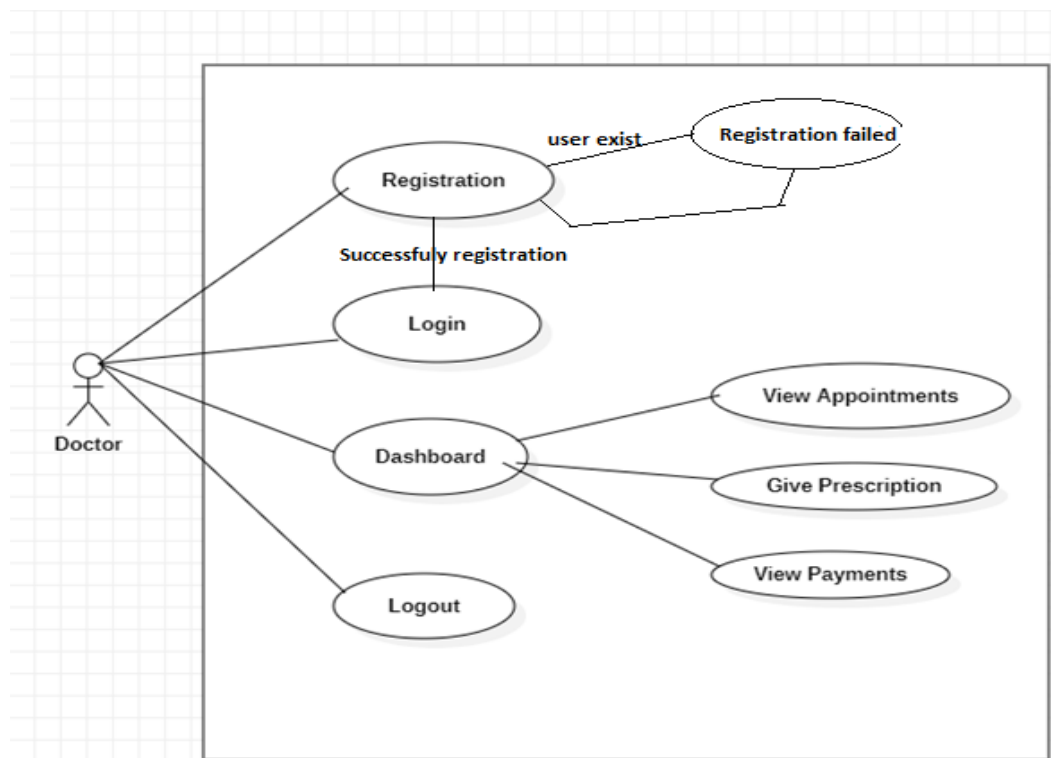 Registration failed
user exist
Registration
Successfuly registration
Login
Doctor
View Appointments
Dashboard
Give Prescription
View Payments
Logout